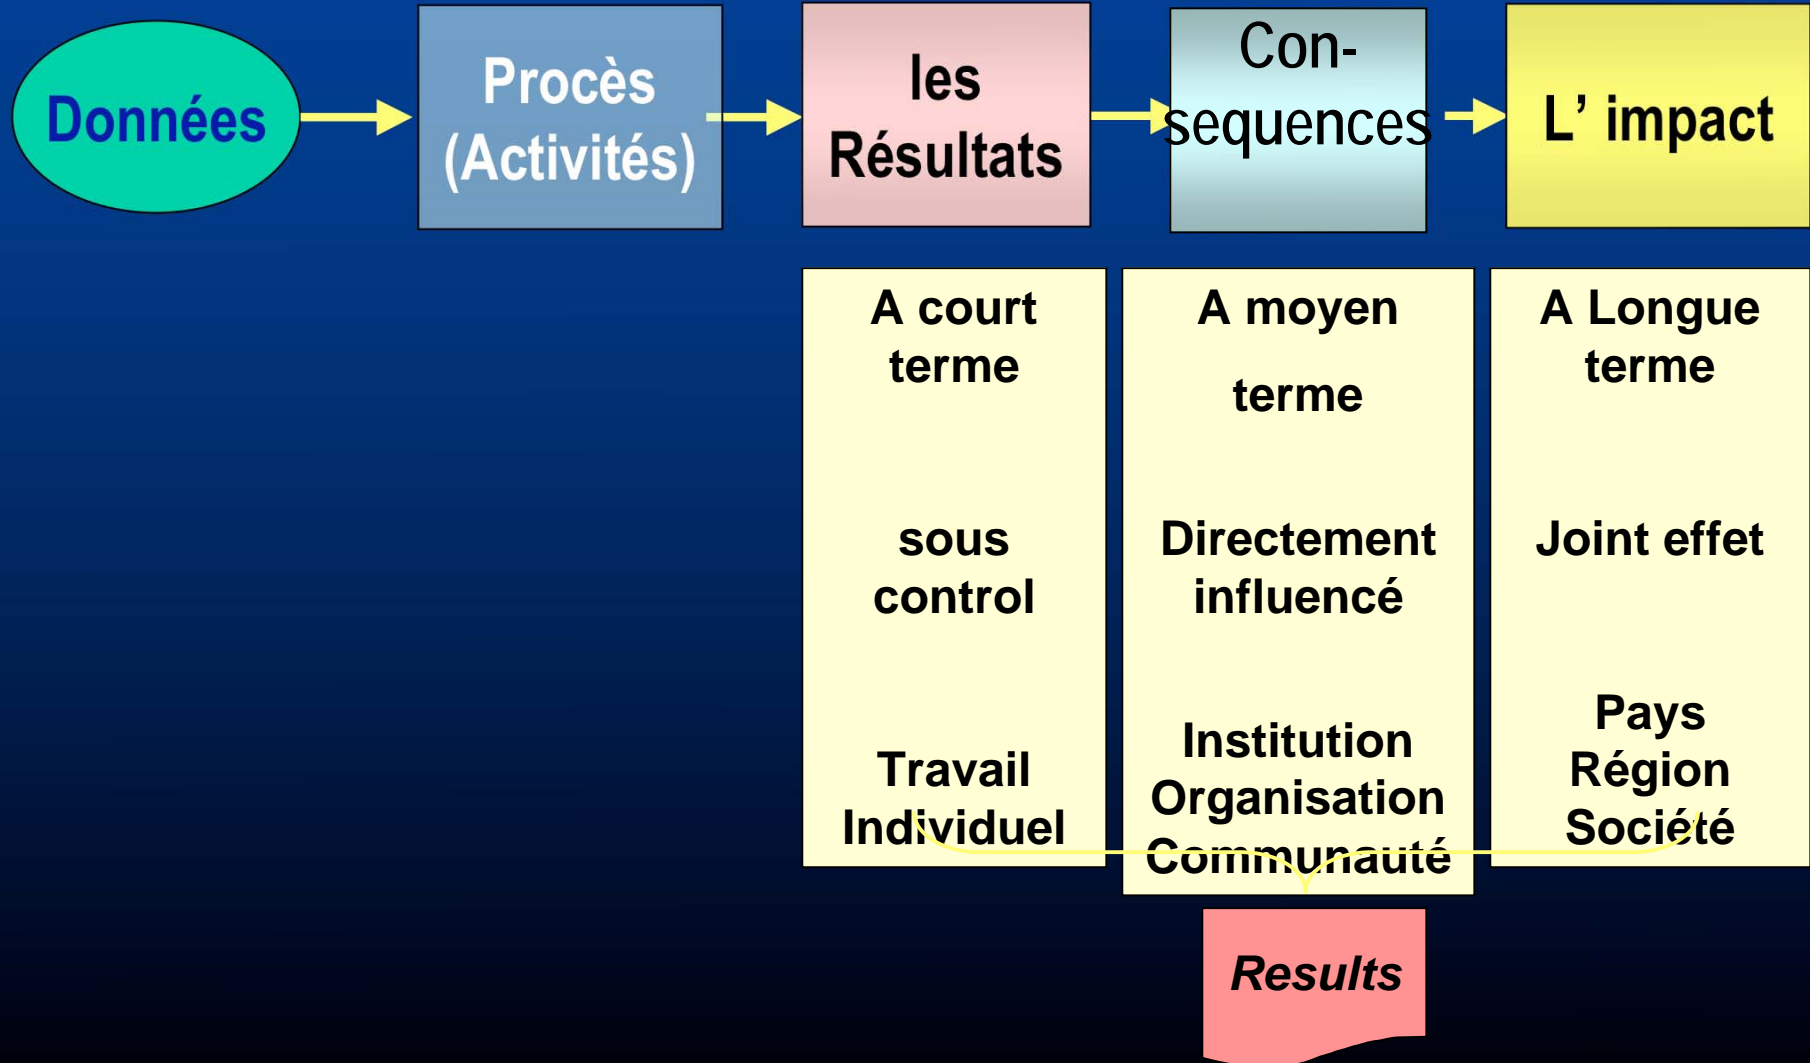 Données
Procès
(Activités)
les
Résultats
Con-
sequences
L’ impact
A court
terme
sous
control
Travail
Individuel
A moyen
terme
Directement
influencé
Institution
Organisation
Communauté
A Longue
terme
Joint effet
Pays
Région
Société
Results